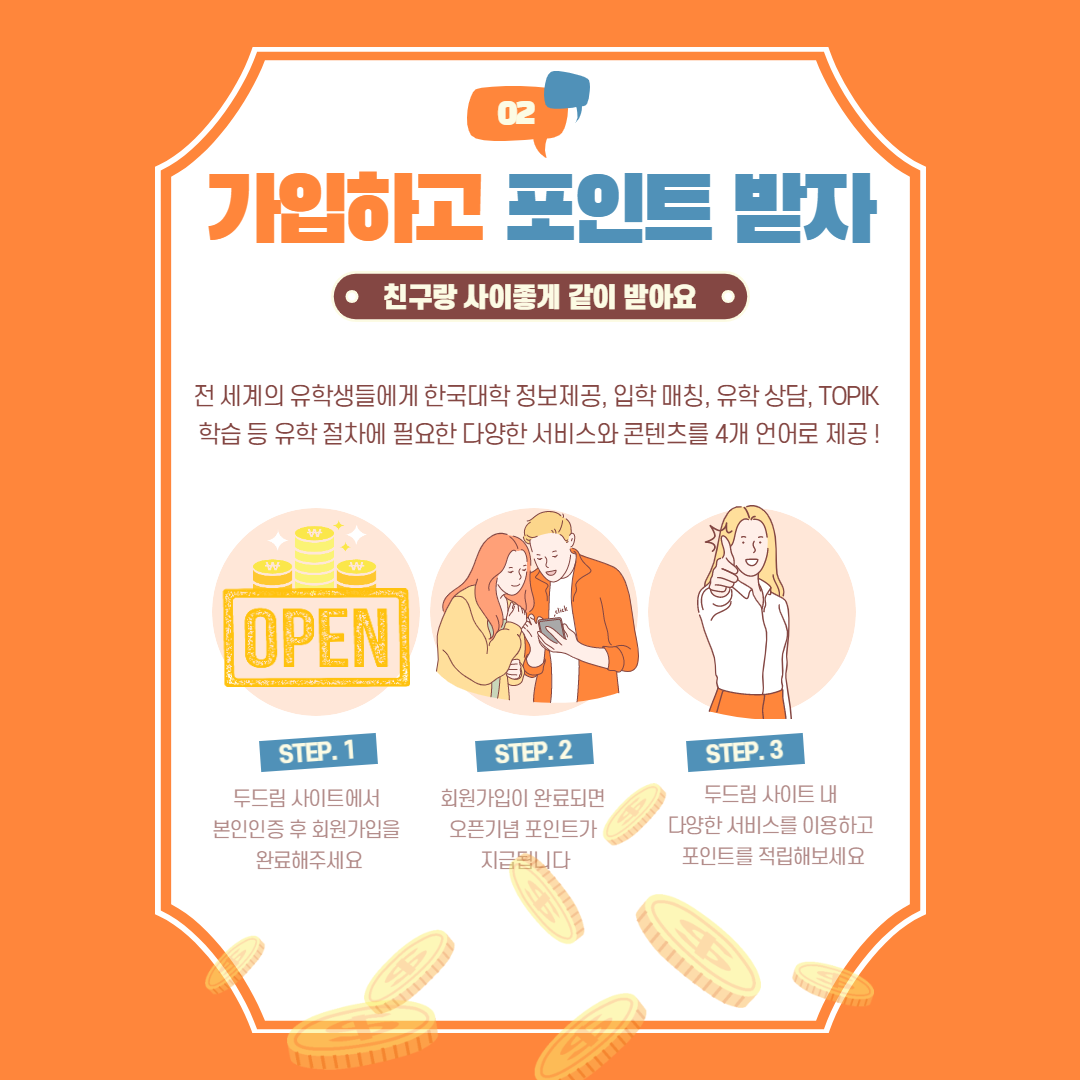 02
가입하고 포인트 받자
친구랑 사이좋게 같이 받아요
전 세계의 유학생들에게 한국대학 정보제공, 입학 매칭, 유학 상담, TOPIK
학습 등 유학 절차에 필요한 다양한 서비스와 콘텐츠를 4개 언어로 제공 !
OPEN
click
STEP. 1
두드림 사이트에서
본인인증 후 회원가입을
완료해주세요
STEP. 2
회원가입이 완료되면
오픈기념 포인트가
지급됩니다
STEP. 3
두드림 사이트 내
다양한 서비스를 이용하고
포인트를 적립해보세요